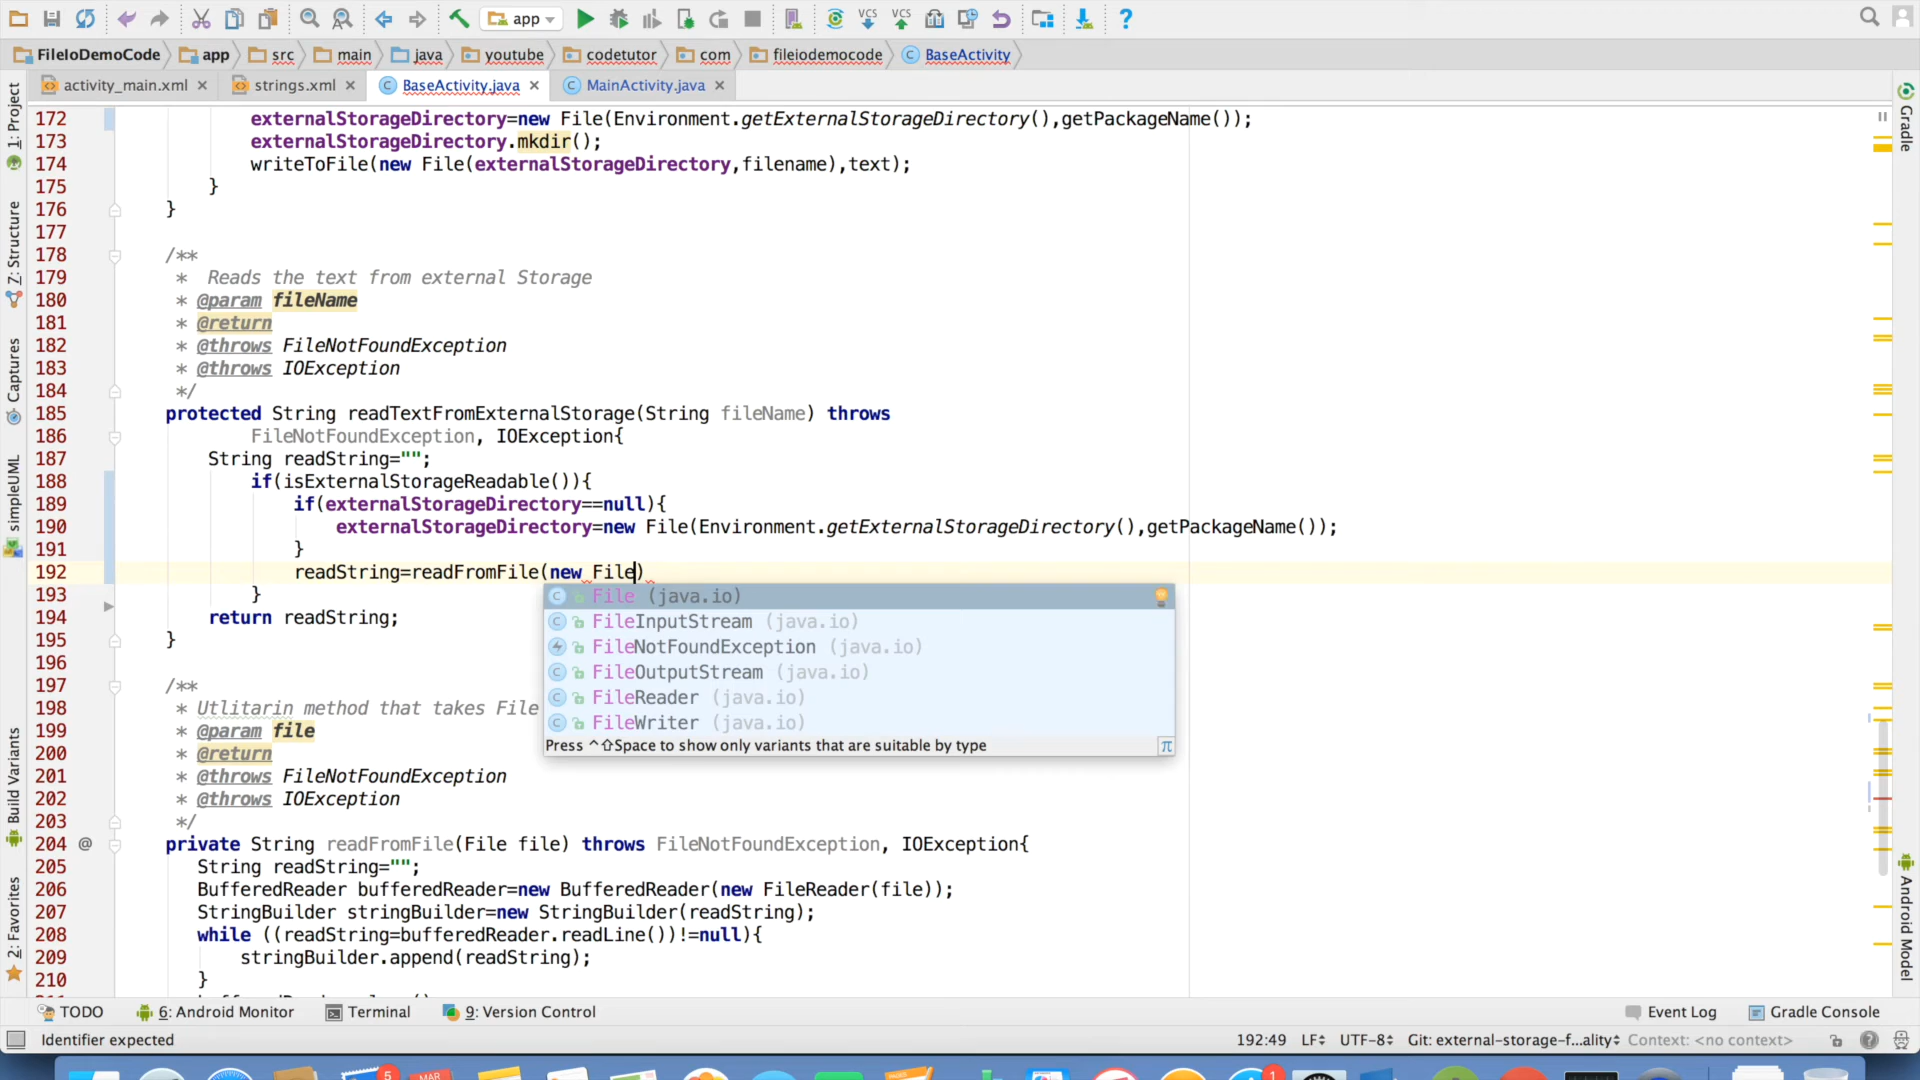 app
FileIoDemoCode app src main java youtube codetutor com fileiodemocode BaseActivity
activity_main.xml strings.xml BaseActivity.java MainActivity.java
172 externalStorageDirectory=new File(Environment.getExternalStorageDirectory(),getPackageName());
173 externalStorageDirectory.mkdir();
174 writeToFile(new File(externalStorageDirectory,filename),text);
175 }
176 }
177
178 /**
179 * Reads the text from external Storage
180 * @param fileName
181 * @return
182 * @throws FileNotFoundException
183 * @throws IOException
184 */
185 protected String readTextFromExternalStorage(String fileName) throws
186 FileNotFoundException, IOException{
187 String readString="";
188 if(isExternalStorageReadable()){
189 if(externalStorageDirectory==null){
190 externalStorageDirectory=new File(Environment.getExternalStorageDirectory(),getPackageName());
191 }
192 readString=readFromFile(new File)
193 }
194 return readString;
195 }
196
197 /**
198 * Utlitarin method that takes File
199 * @param file
200 * @return
201 * @throws FileNotFoundException
202 * @throws IOException
203 */
204 @ private String readFromFile(File file) throws FileNotFoundException, IOException{
205 String readString="";
206 BufferedReader bufferedReader=new BufferedReader(new FileReader(file));
207 StringBuilder stringBuilder=new StringBuilder(readString);
208 while ((readString=bufferedReader.readLine())!=null){
209 stringBuilder.append(readString);
210 }
File (java.io)
FileInputStream (java.io)
FileNotFoundException (java.io)
FileOutputStream (java.io)
FileReader (java.io)
FileWriter (java.io)
Press ^⇧Space to show only variants that are suitable by type π
1: Project
Z: Structure
Captures
simpleUML
Build Variants
2: Favorites
Gradle
Android Model
TODO 6: Android Monitor Terminal 9: Version Control Event Log Gradle Console
Identifier expected 192:49 LF÷ UTF-8÷ Git: external-storage-f...ality÷ Context: <no context>
5 MAR 1